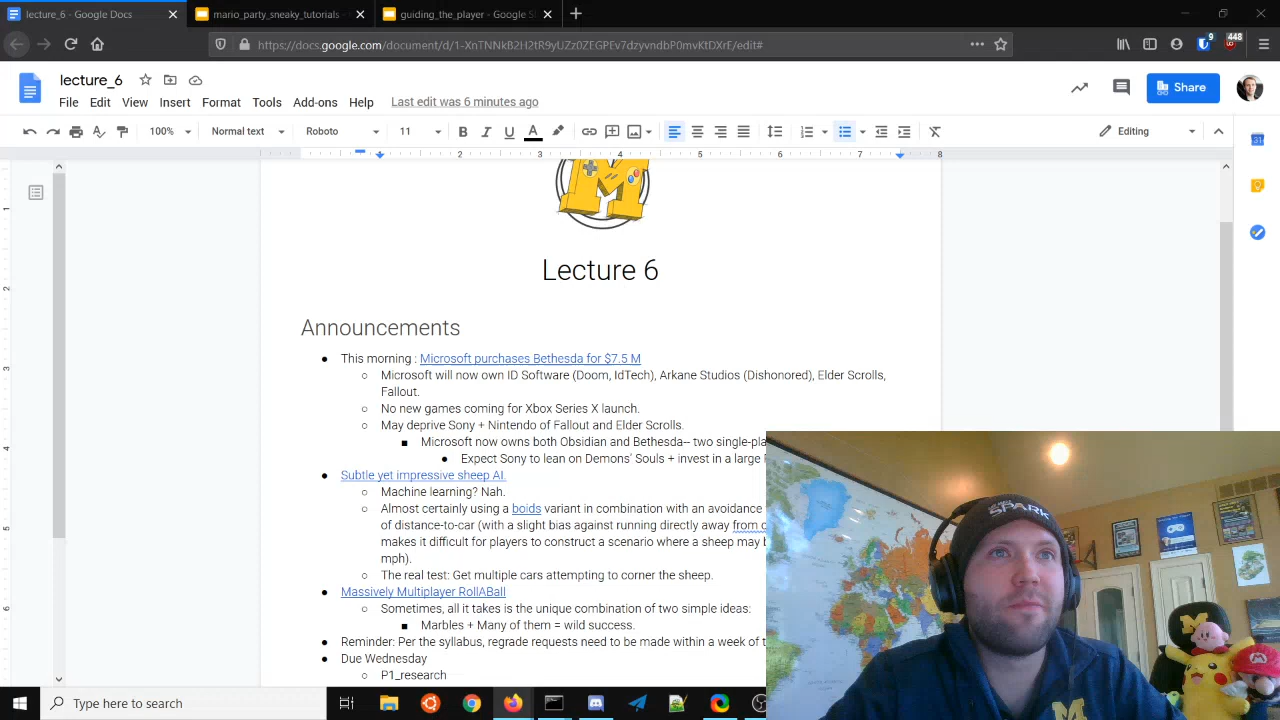 lecture_6 - Google Docs
mario_party_sneaky_tutorials -
guiding_the_player - Google S
https://docs.google.com/document/d/1-XnTNNkB2H2tR9yUZz0ZEGPEv7dzyvndbP0mvKtDXrE/edit#
9
448
lecture_6
Share
File Edit View Insert Format Tools Add-ons Help Last edit was 6 minutes ago
100% Normal text Roboto 11 B I U A Editing
2 3 4 5 6 7 8
M
Lecture 6
Announcements
This morning : Microsoft purchases Bethesda for $7.5 M
Microsoft will now own ID Software (Doom, IdTech), Arkane Studios (Dishonored), Elder Scrolls,
Fallout.
No new games coming for Xbox Series X launch.
May deprive Sony + Nintendo of Fallout and Elder Scrolls.
Microsoft now owns both Obsidian and Bethesda-- two single-pla
Expect Sony to lean on Demons' Souls + invest in a large
Subtle yet impressive sheep AI.
Machine learning? Nah.
Almost certainly using a boids variant in combination with an avoidance
of distance-to-car (with a slight bias against running directly away from
makes it difficult for players to construct a scenario where a sheep may
mph).
The real test: Get multiple cars attempting to corner the sheep.
Massively Multiplayer RollABall
Sometimes, all it takes is the unique combination of two simple ideas:
Marbles + Many of them = wild success.
Reminder: Per the syllabus, regrade requests need to be made within a week of
Due Wednesday
P1_research
SPARK
M
M
M
Type here to search